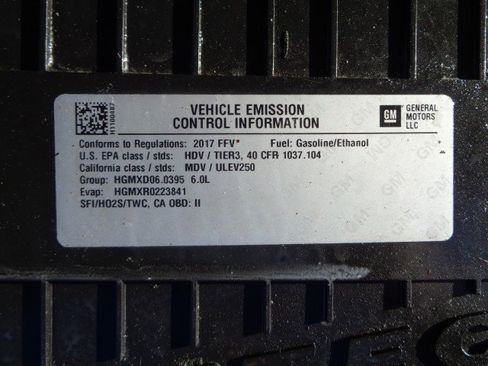 VEHICLE EMISSION
CONTROL INFORMATION
GM GENERAL
MOTORS
LLC
Conforms to Regulations: 2017 FFV Fuel: Gasoline/Ethanol
U.S. EPA class / stds: HDV / TIER3, 40 CFR 1037.104
California class / stds: MDV / ULEV250
Group: HGMXD06.0395 6.0L
Evap: HGMXR0223841
SFI/HO2S/TWC, CA OBD: II